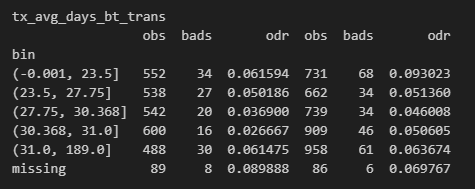 tx_avg_days_bt_trans
obs bads odr obs bads odr
bin
(-0.001, 23.5] 552 34 0.061594 731 68 0.093023
(23.5, 27.75] 538 27 0.050186 662 34 0.051360
(27.75, 30.368] 542 20 0.036900 739 34 0.046008
(30.368, 31.0] 600 16 0.026667 909 46 0.050605
(31.0, 189.0] 488 30 0.061475 958 61 0.063674
missing 89 8 0.089888 86 6 0.069767